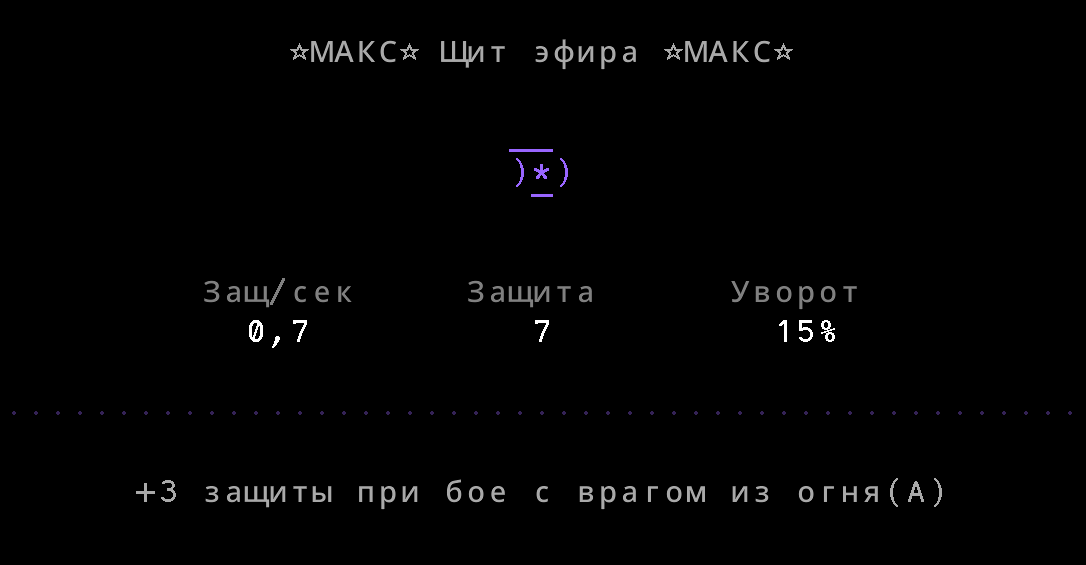 ☆МАКС☆ Щит эфира ☆МАКС☆
)*)
Защ/сек Защита Уворот
0,7 7 15%
+3 защиты при бое с врагом из огня(А)